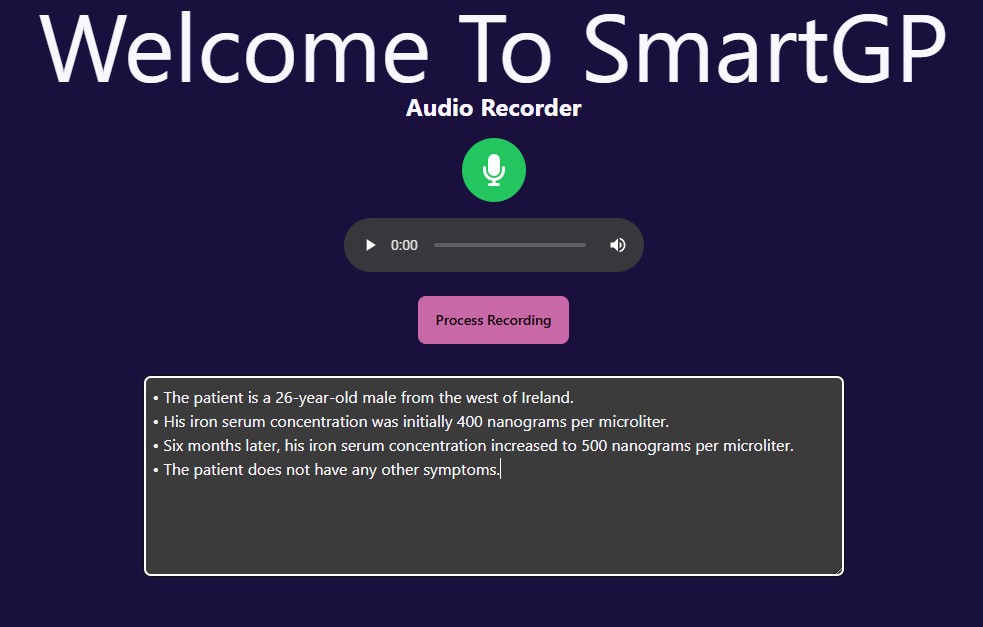 Welcome To SmartGP
Audio Recorder
0:00
Process Recording
• The patient is a 26-year-old male from the west of Ireland.
• His iron serum concentration was initially 400 nanograms per microliter.
• Six months later, his iron serum concentration increased to 500 nanograms per microliter.
• The patient does not have any other symptoms.